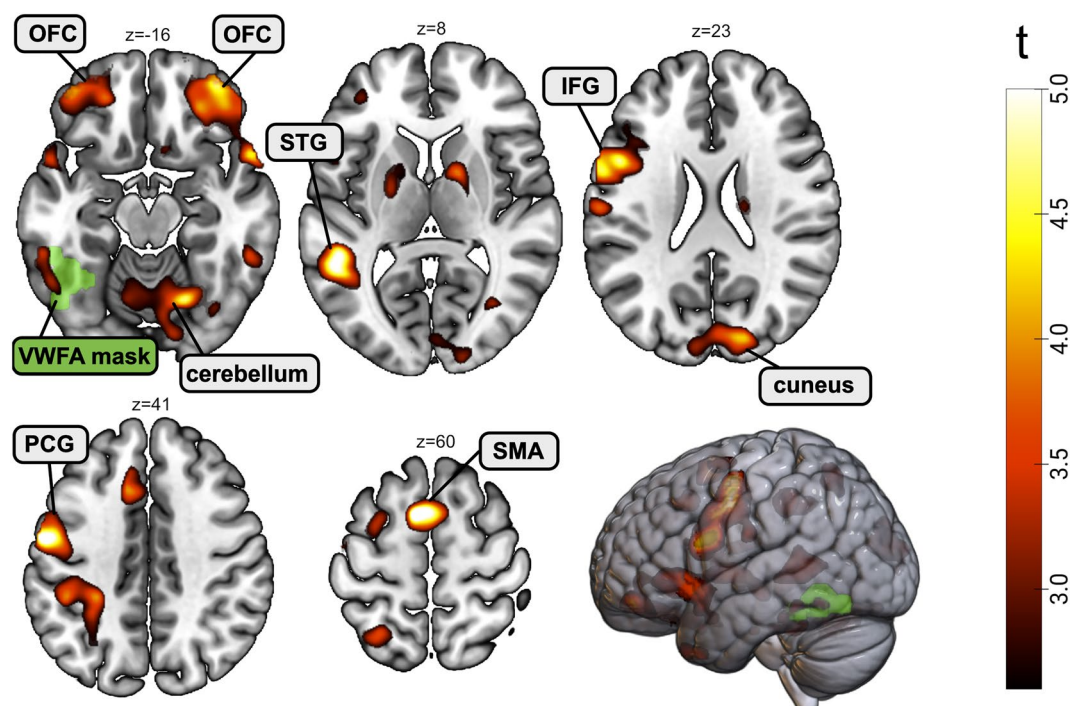 OFC
z=-16
OFC
z=8
z=23
t
IFG
STG
5.0
4.5
4.0
3.5
3.0
VWFA mask
cerebellum
cuneus
z=41
PCG
z=60
SMA